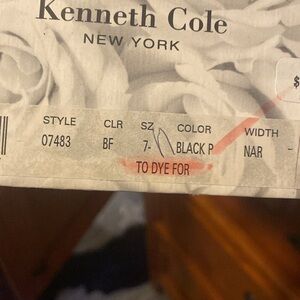 Kenneth Cole
NEW YORK
STYLE CLR SZ COLOR WIDTH
07483 BF 7- BLACK P NAR -
TO DYE FOR
$